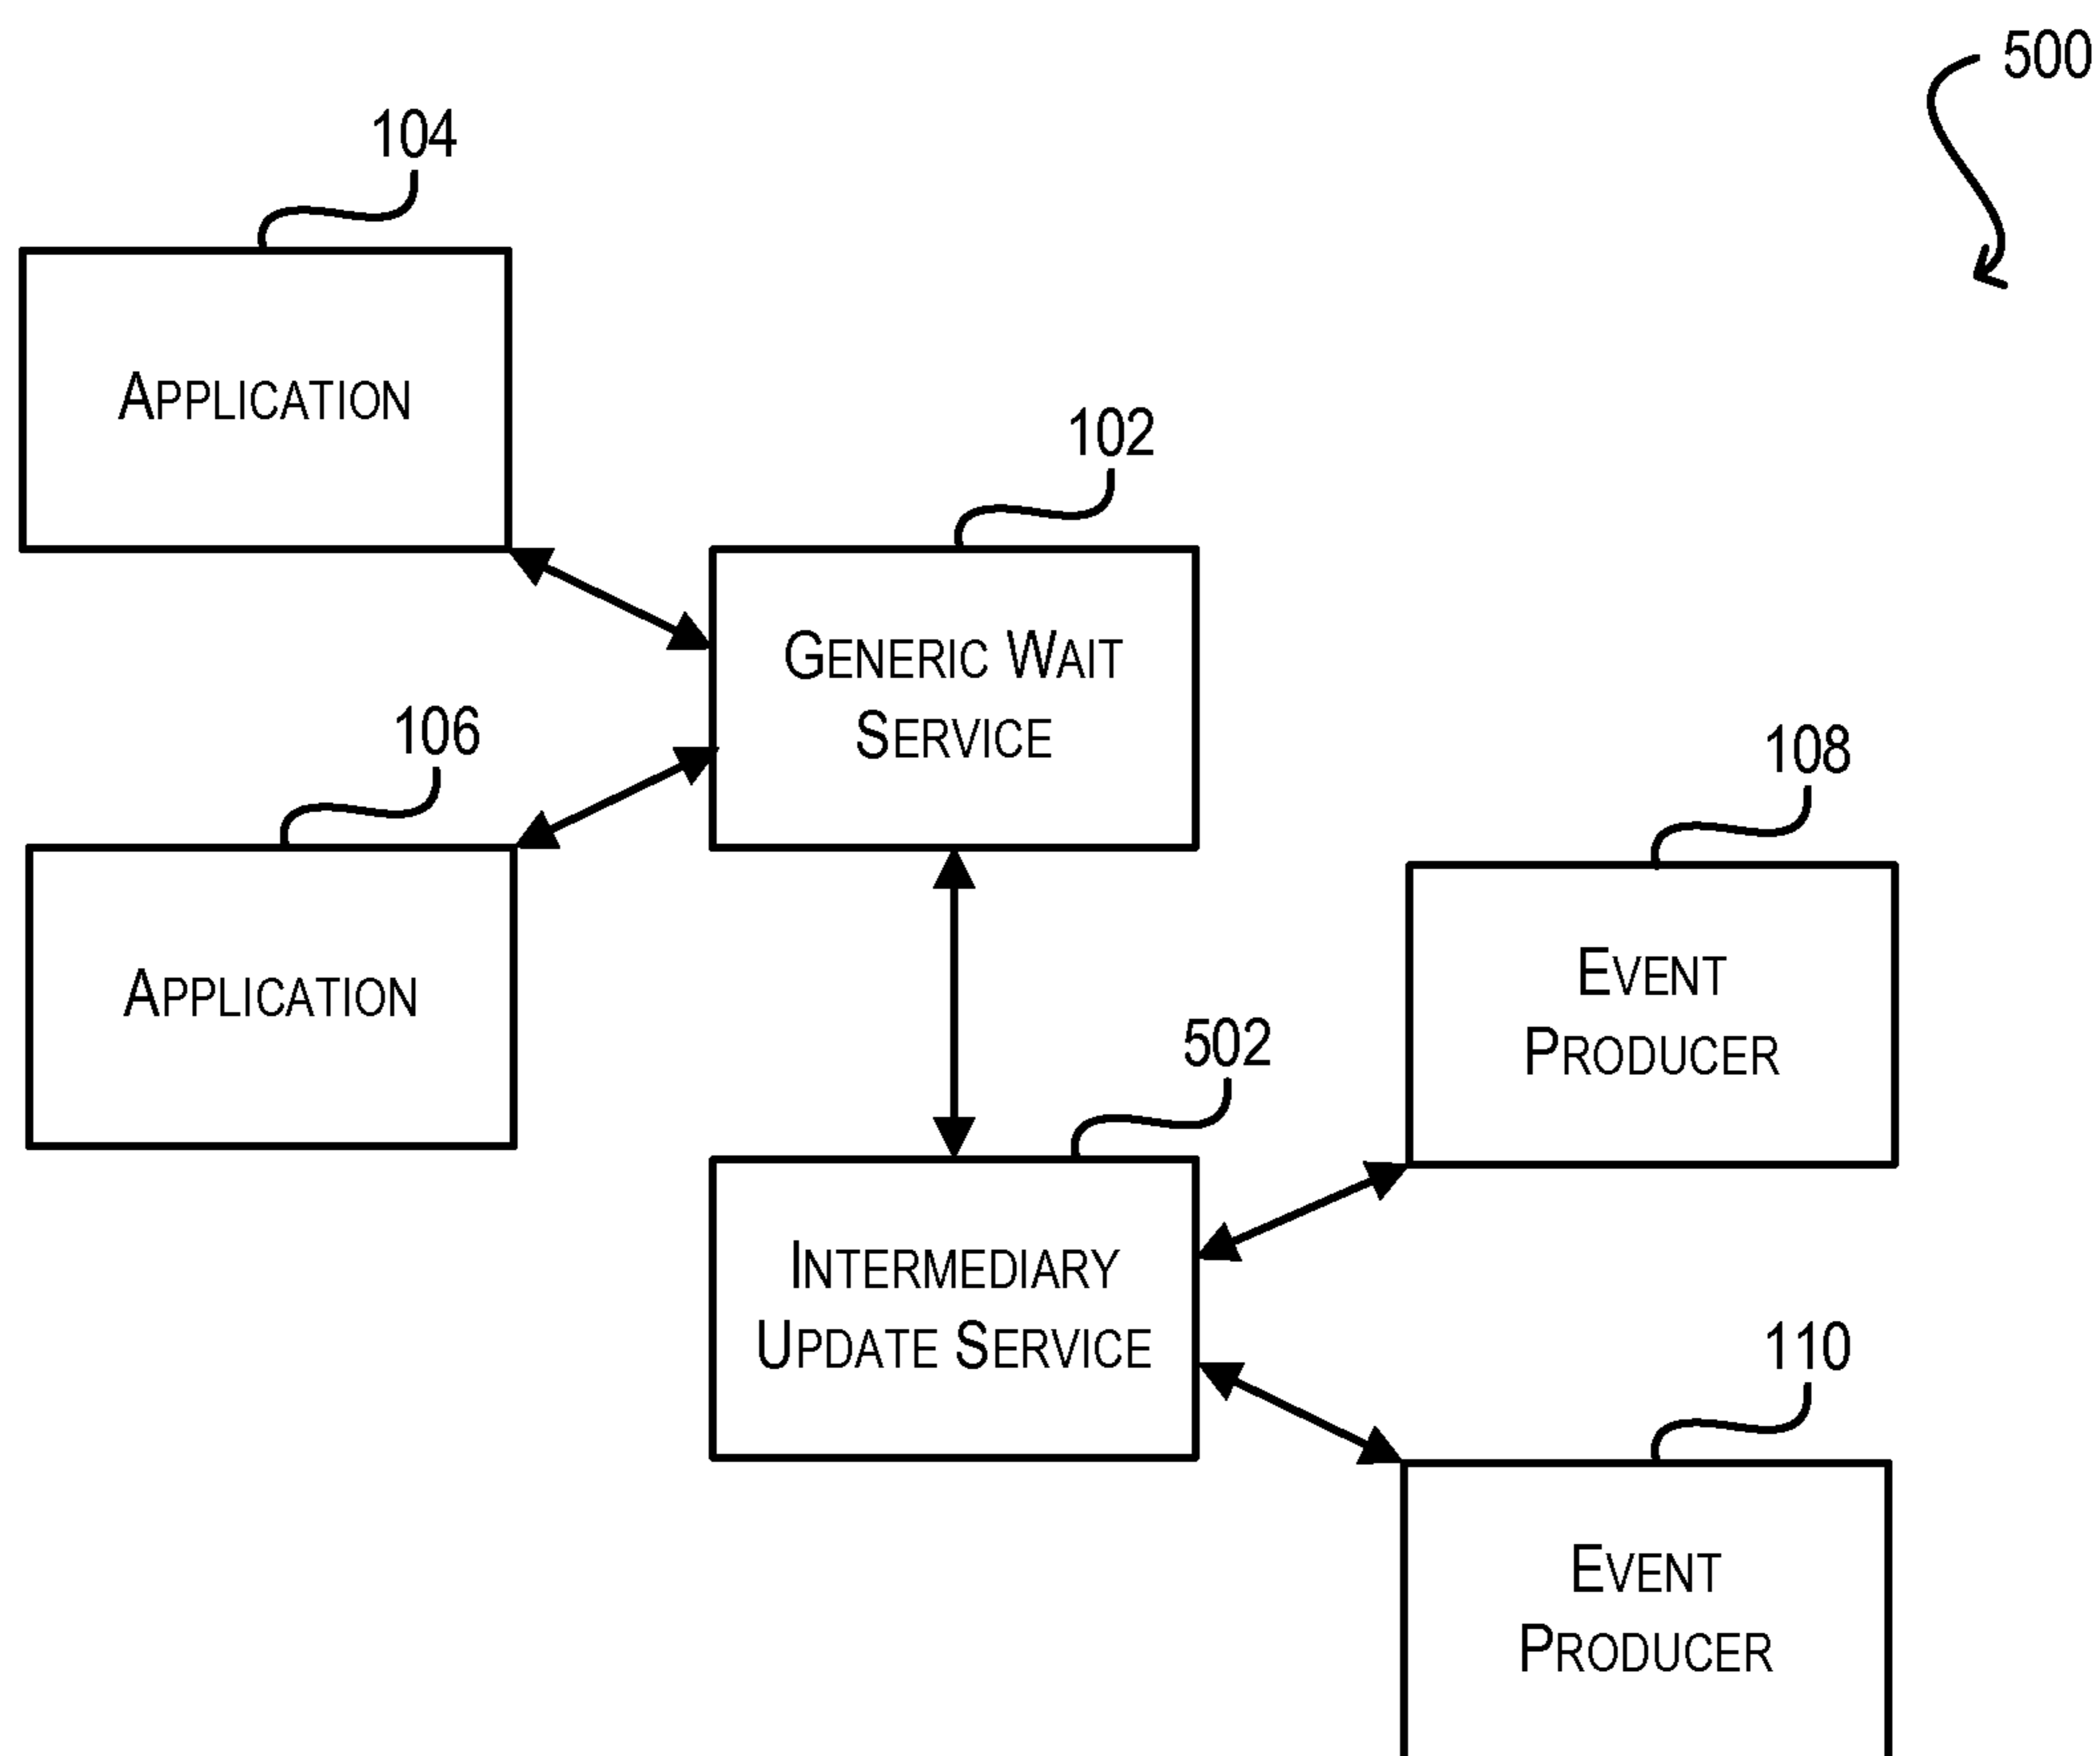 500
104
APPLICATION
102
GENERIC WAIT
SERVICE
106
APPLICATION
108
EVENT
PRODUCER
502
INTERMEDIARY
UPDATE SERVICE
110
EVENT
PRODUCER